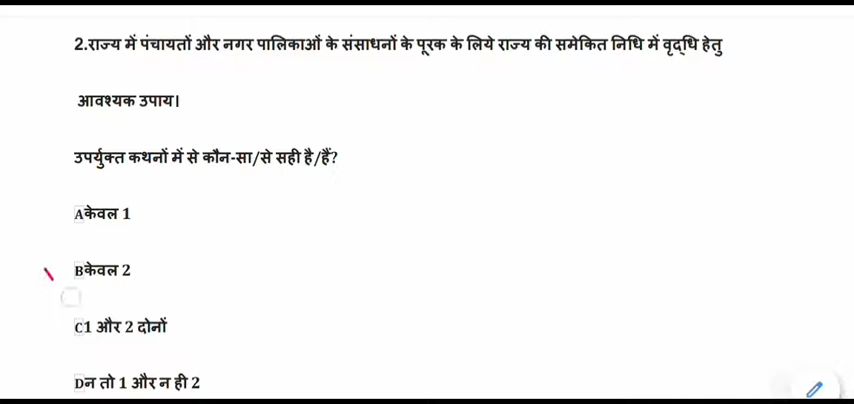 2.राज्य में पंचायतों और नगर पालिकाओं के संसाधनों के पूरक के लिये राज्य की समेकित निधि में वृद्धि हेतु
आवश्यक उपाय।
उपर्युक्त कथनों में से कौन-सा/से सही है/हैं?
Aकेवल 1
Bकेवल 2
C1 और 2 दोनों
Dन तो 1 और न ही 2